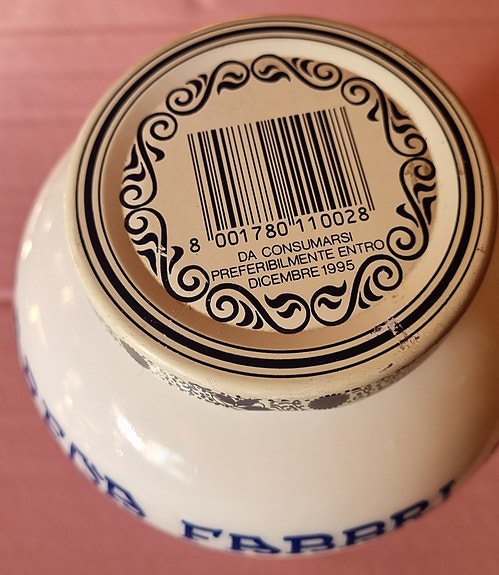 8 001780 110028
DA CONSUMARSI
PREFERIBILMENTE ENTRO
DICEMBRE 1995
FABBRI